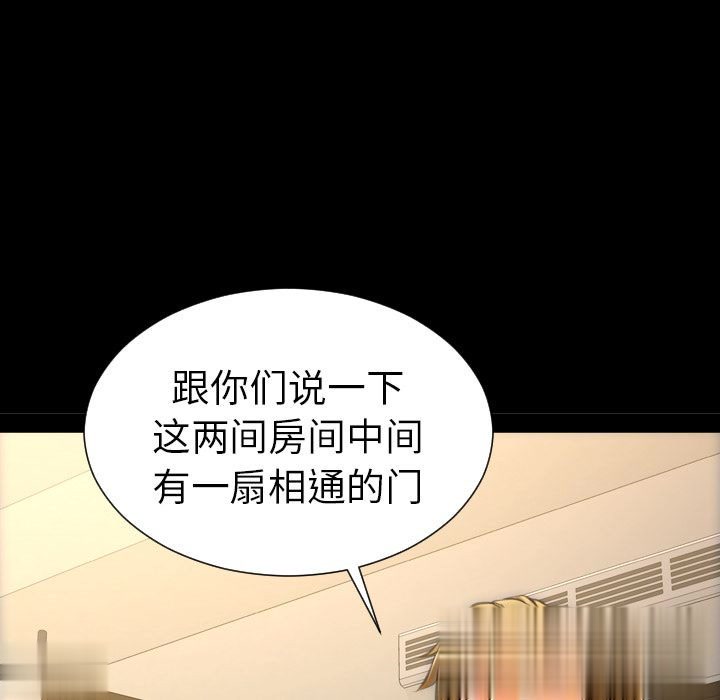 跟你们说一下
这两间房间中间
有一扇相通的门